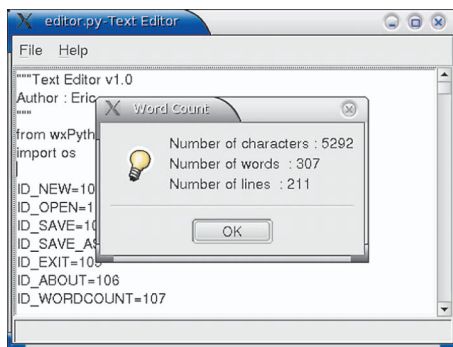 editor.py-Text Editor
File Help
"""Text Editor v1.0
Author : Eric
"""
from wxPyth
import os
ID_NEW=10
ID_OPEN=1
ID_SAVE=10
ID_SAVE_AS
ID_EXIT=105
ID_ABOUT=106
ID_WORDCOUNT=107
Word Count
Number of characters : 5292
Number of words : 307
Number of lines : 211
OK